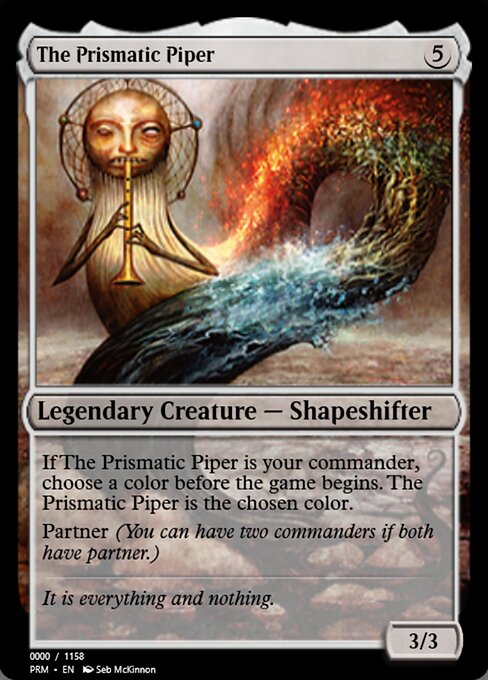 The Prismatic Piper 5
Legendary Creature — Shapeshifter
If The Prismatic Piper is your commander,
choose a color before the game begins. The
Prismatic Piper is the chosen color.
Partner (You can have two commanders if both
have partner.)
It is everything and nothing.
3/3
0000 / 1158
PRM • EN Seb McKinnon